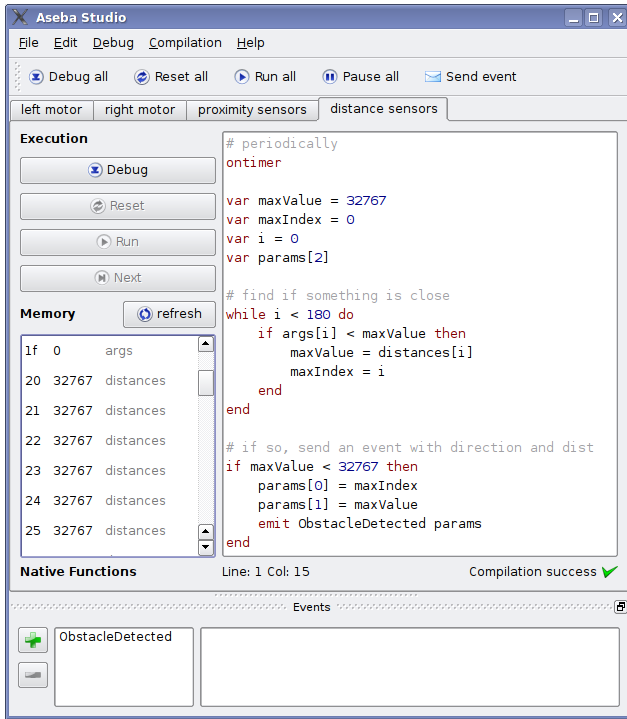 Aseba Studio
File Edit Debug Compilation Help
Debug all Reset all Run all Pause all Send event
left motor right motor proximity sensors distance sensors
Execution
Debug
Reset
Run
Next
Memory refresh
1f 0 args
20 32767 distances
21 32767 distances
22 32767 distances
23 32767 distances
24 32767 distances
25 32767 distances
Native Functions
# periodically
ontimer
var maxValue = 32767
var maxIndex = 0
var i = 0
var params[2]
# find if something is close
while i < 180 do
    if args[i] < maxValue then
        maxValue = distances[i]
        maxIndex = i
    end
end
# if so, send an event with direction and dist
if maxValue < 32767 then
    params[0] = maxIndex
    params[1] = maxValue
    emit ObstacleDetected params
end
Line: 1 Col: 15 Compilation success
Events
ObstacleDetected